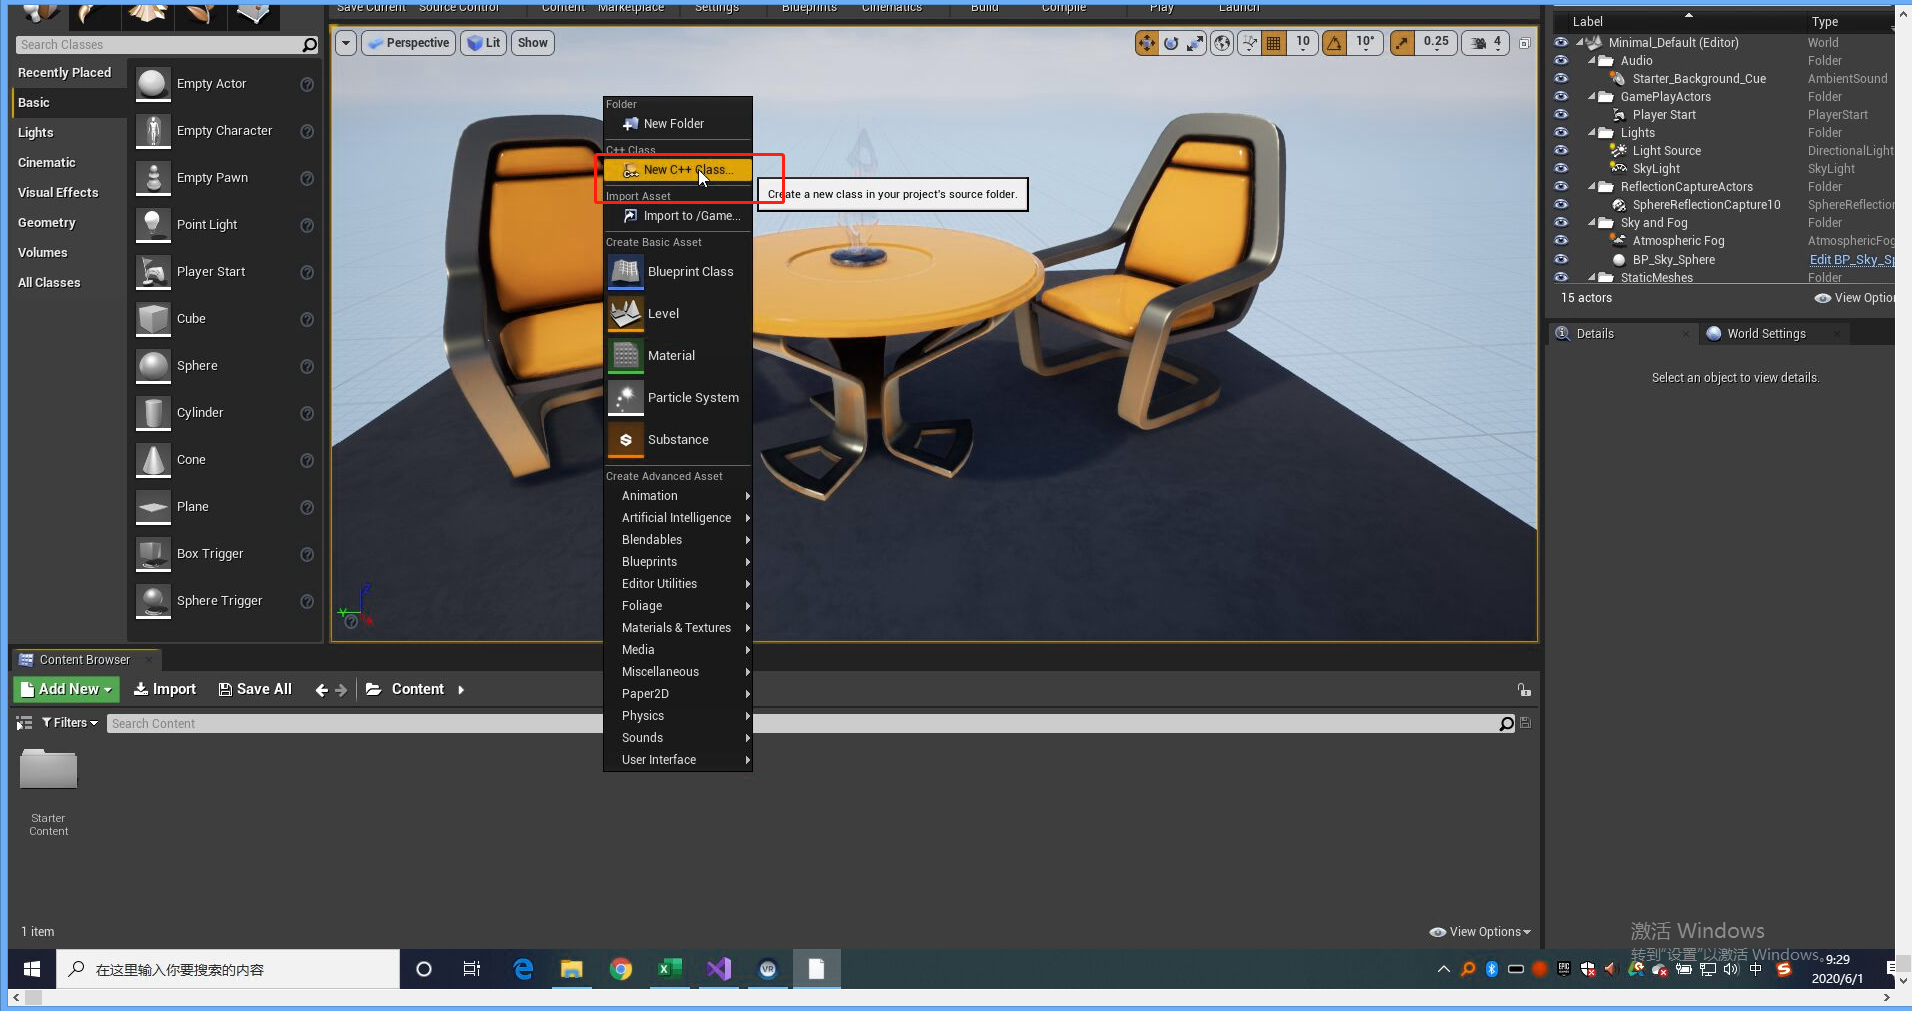 Save Current Source Control Content Marketplace Settings Blueprints Cinematics Build Compile Play Launch
Search Classes
Recently Placed
Basic
Lights
Cinematic
Visual Effects
Geometry
Volumes
All Classes
Empty Actor
Empty Character
Empty Pawn
Point Light
Player Start
Cube
Sphere
Cylinder
Cone
Plane
Box Trigger
Sphere Trigger
Perspective Lit Show
10 10° 0.25 4
Folder
New Folder
C++ Class
New C++ Class...
Create a new class in your project's source folder.
Import Asset
Import to /Game...
Create Basic Asset
Blueprint Class
Level
Material
Particle System
Substance
Create Advanced Asset
Animation
Artificial Intelligence
Blendables
Blueprints
Editor Utilities
Foliage
Materials & Textures
Media
Miscellaneous
Paper2D
Physics
Sounds
User Interface
Label Type
Minimal_Default (Editor) World
Audio Folder
Starter_Background_Cue AmbientSound
GamePlayActors Folder
Player Start PlayerStart
Lights Folder
Light Source DirectionalLight
SkyLight SkyLight
ReflectionCaptureActors Folder
SphereReflectionCapture10 SphereReflection
Sky and Fog Folder
Atmospheric Fog AtmosphericFog
BP_Sky_Sphere Edit BP_Sky_Sp
StaticMeshes Folder
15 actors View Option
Details World Settings
Select an object to view details.
Content Browser
Add New Import Save All Content
Filters Search Content
Starter
Content
1 item View Options
激活 Windows
转到"设置"以激活 Windows。
在这里输入你要搜索的内容
中
9:29
2020/6/1